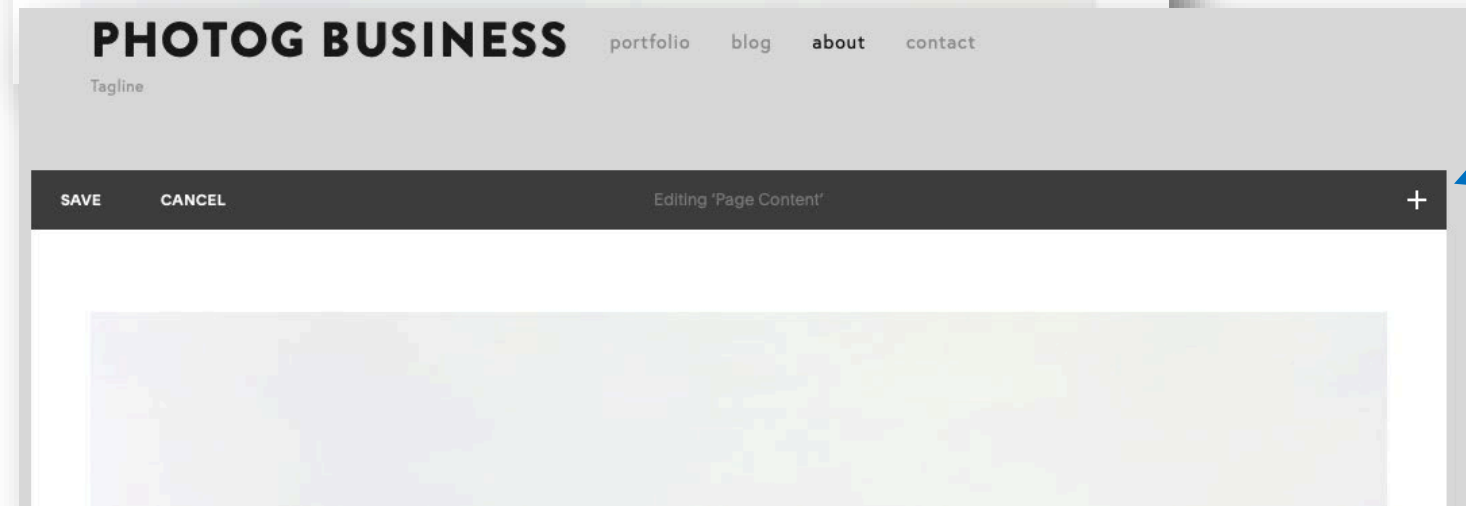 PHOTOG BUSINESS portfolio blog about contact
Tagline
SAVE CANCEL Editing 'Page Content' +